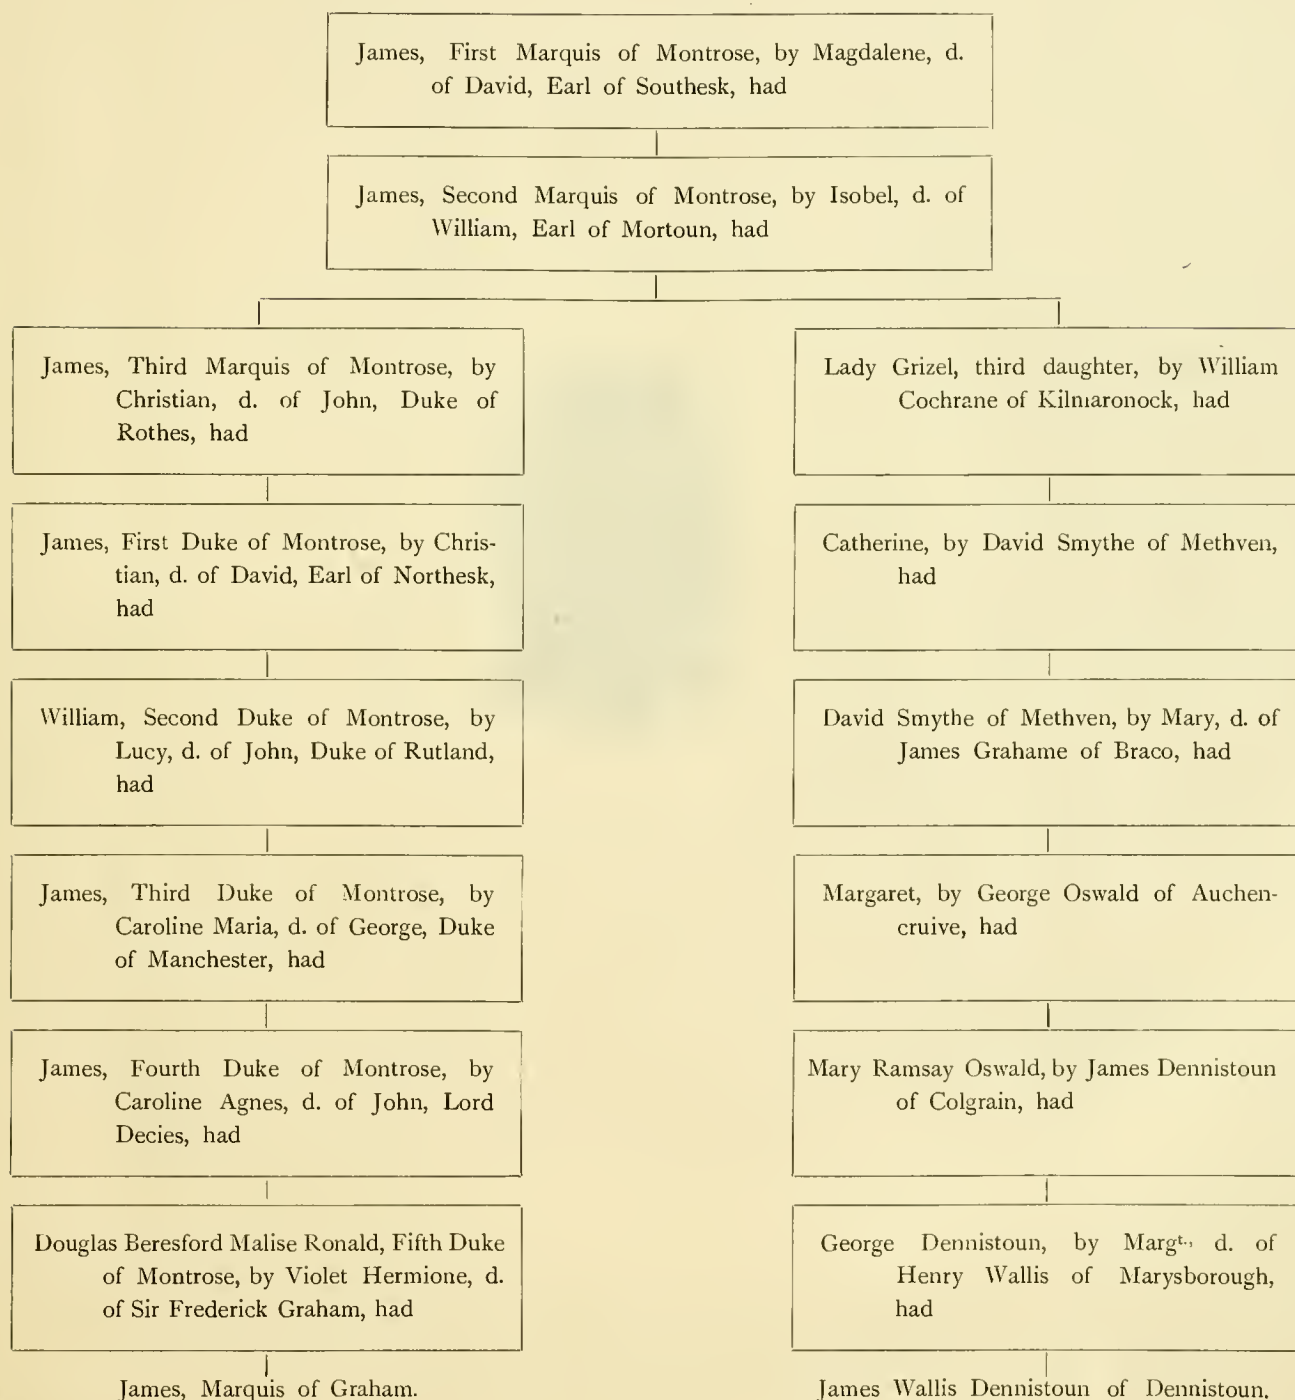 James, First Marquis of Montrose, by Magdalene, d.
of David, Earl of Southesk, had
James, Second Marquis of Montrose, by Isobel, d. of
William, Earl of Mortoun, had
James, Third Marquis of Montrose, by
Christian, d. of John, Duke of
Rothes, had
James, First Duke of Montrose, by Chris-
tian, d. of David, Earl of Northesk,
had
William, Second Duke of Montrose, by
Lucy, d. of John, Duke of Rutland,
had
James, Third Duke of Montrose, by
Caroline Maria, d. of George, Duke
of Manchester, had
James, Fourth Duke of Montrose, by
Caroline Agnes, d. of John, Lord
Decies, had
Douglas Beresford Malise Ronald, Fifth Duke
of Montrose, by Violet Hermione, d.
of Sir Frederick Graham, had
James, Marquis of Graham.
Lady Grizel, third daughter, by William
Cochrane of Kilmaronock, had
Catherine, by David Smythe of Methven,
had
David Smythe of Methven, by Mary, d. of
James Grahame of Braco, had
Margaret, by George Oswald of Auchen-
cruive, had
Mary Ramsay Oswald, by James Dennistoun
of Colgrain, had
George Dennistoun, by Margt., d. of
Henry Wallis of Marysborough,
had
James Wallis Dennistoun of Dennistoun.